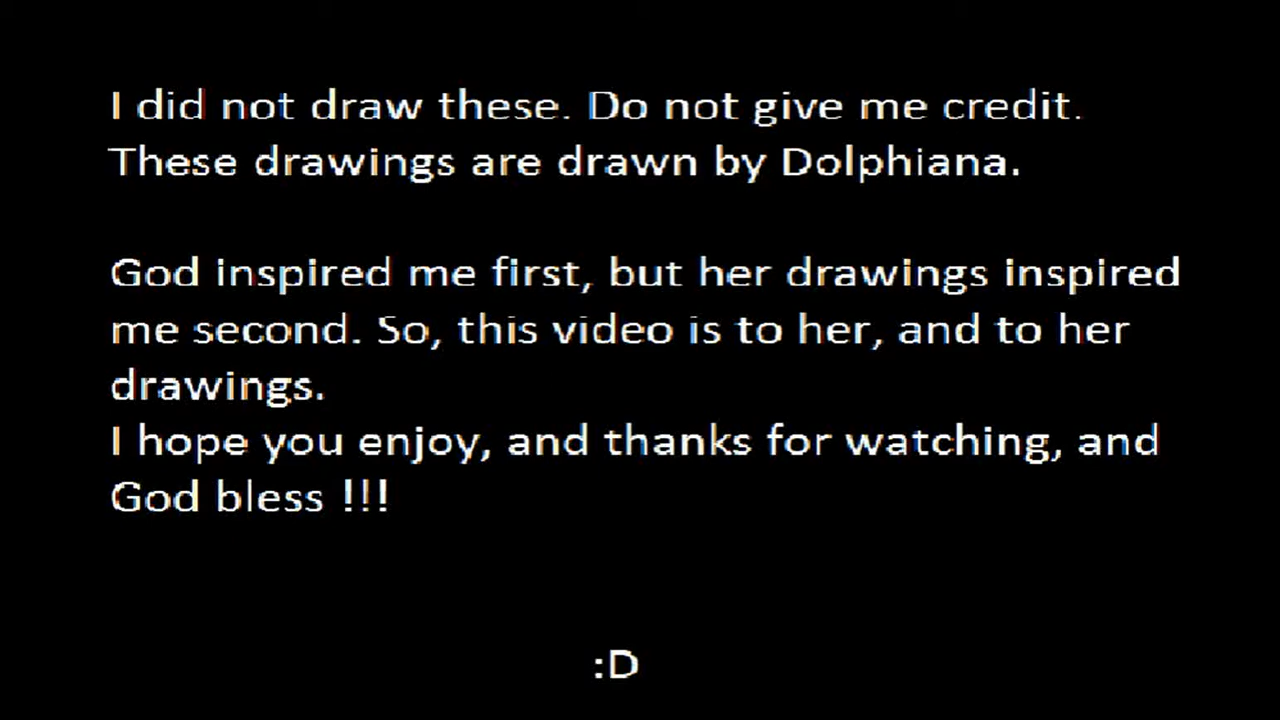 I did not draw these. Do not give me credit.
These drawings are drawn by Dolphiana.
God inspired me first, but her drawings inspired
me second. So, this video is to her, and to her
drawings.
I hope you enjoy, and thanks for watching, and
God bless !!!
:D